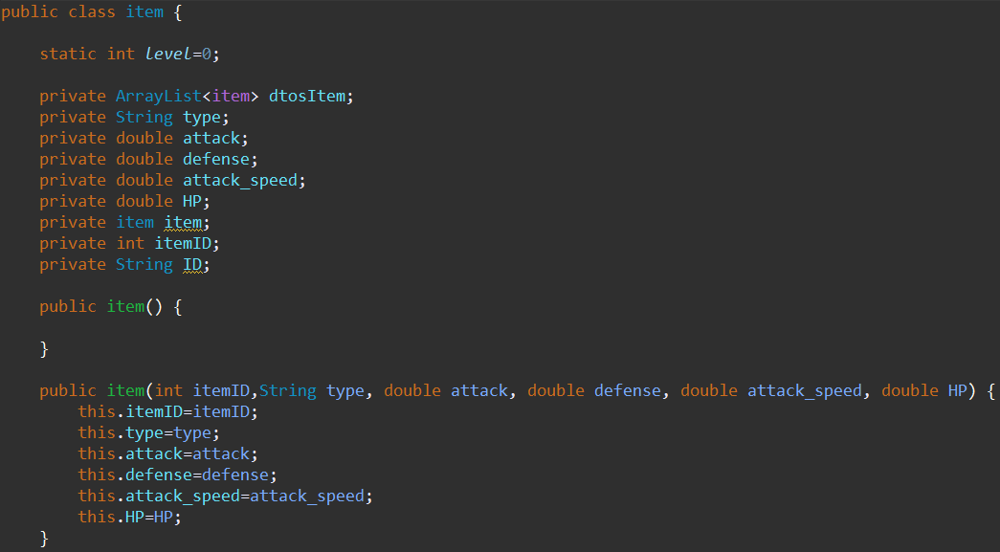 public class item {
static int level=0;
private ArrayList<item> dtosItem;
private String type;
private double attack;
private double defense;
private double attack_speed;
private double HP;
private item item;
private int itemID;
private String ID;
public item() {
}
public item(int itemID,String type, double attack, double defense, double attack_speed, double HP) {
this.itemID=itemID;
this.type=type;
this.attack=attack;
this.defense=defense;
this.attack_speed=attack_speed;
this.HP=HP;
}